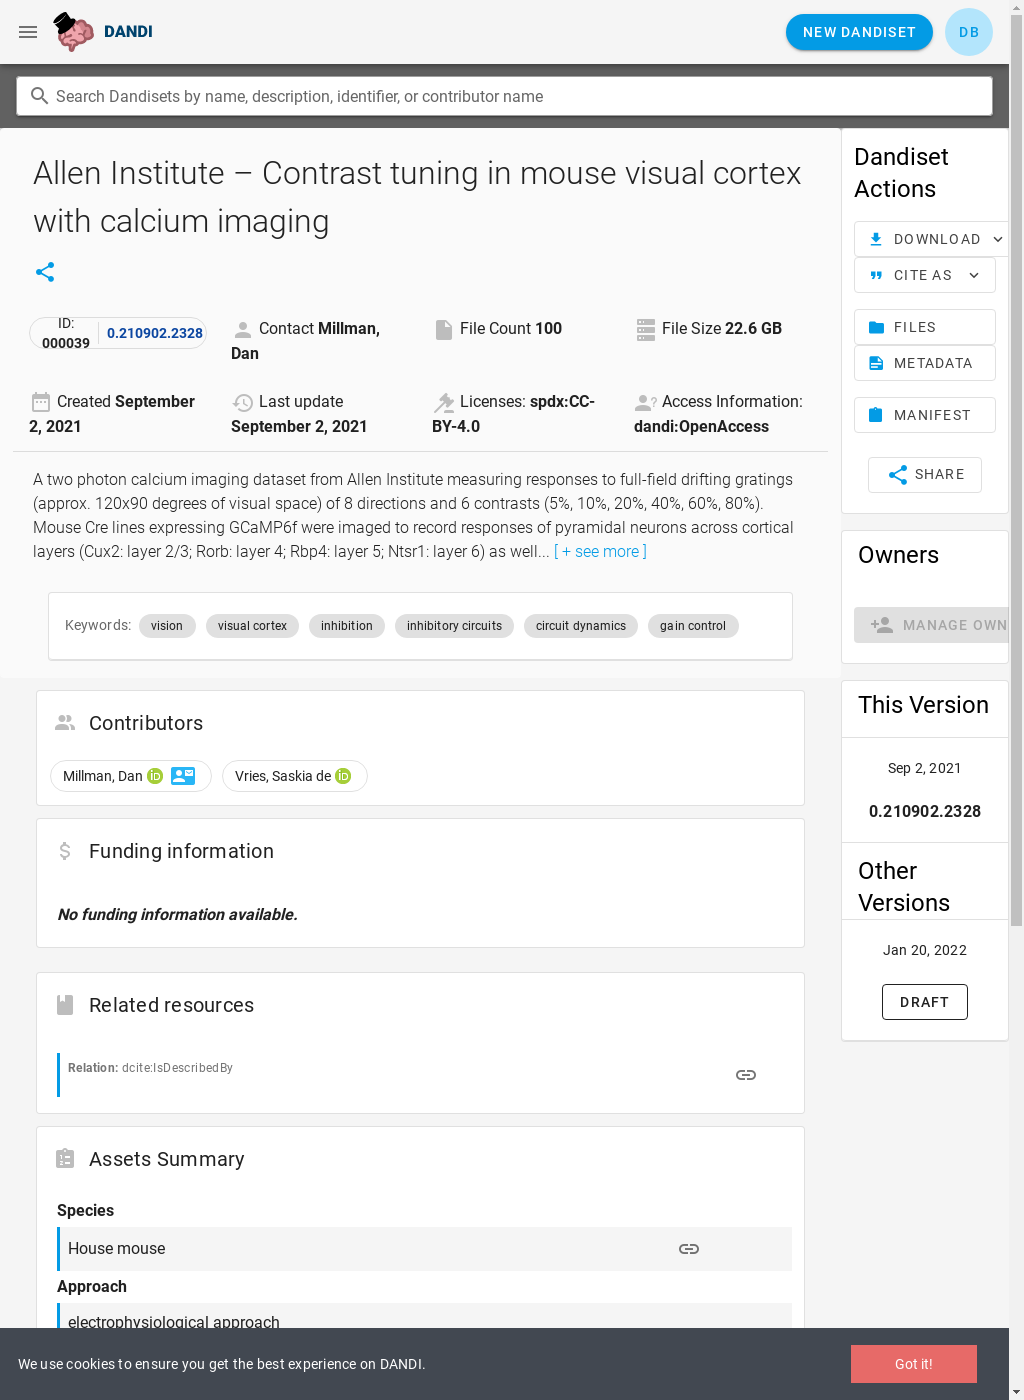 DANDI
NEW DANDISET
DB
Search Dandisets by name, description, identifier, or contributor name
Allen Institute – Contrast tuning in mouse visual cortex
with calcium imaging
ID:
000039
0.210902.2328
Contact Millman,
Dan
File Count 100
File Size 22.6 GB
Created September
2, 2021
Last update
September 2, 2021
Licenses: spdx:CC-
BY-4.0
Access Information:
dandi:OpenAccess
A two photon calcium imaging dataset from Allen Institute measuring responses to full-field drifting gratings
(approx. 120x90 degrees of visual space) of 8 directions and 6 contrasts (5%, 10%, 20%, 40%, 60%, 80%).
Mouse Cre lines expressing GCaMP6f were imaged to record responses of pyramidal neurons across cortical
layers (Cux2: layer 2/3; Rorb: layer 4; Rbp4: layer 5; Ntsr1: layer 6) as well... [ + see more ]
Keywords: vision visual cortex inhibition inhibitory circuits circuit dynamics gain control
Contributors
Millman, Dan
Vries, Saskia de
Funding information
No funding information available.
Related resources
Relation: dcite:IsDescribedBy
Assets Summary
Species
House mouse
Approach
electrophysiological approach
Dandiset
Actions
DOWNLOAD
CITE AS
FILES
METADATA
MANIFEST
SHARE
Owners
MANAGE OWN
This Version
Sep 2, 2021
0.210902.2328
Other
Versions
Jan 20, 2022
DRAFT
We use cookies to ensure you get the best experience on DANDI.
Got it!